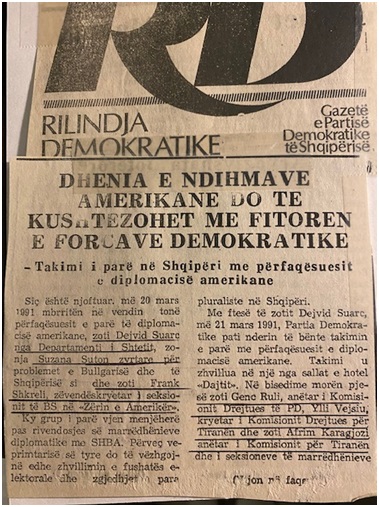 RD
RILINDJA
DEMOKRATIKE
Gazetë
e Partisë
Demokratike
të Shqipërisë.
DHENIA E NDIHMAVE
AMERIKANE DO TE
KUSHTEZOHET ME FITOREN
E FORCAVE DEMOKRATIKE
– Takimi i parë në Shqipëri me përfaqësuesit
e diplomacisë amerikane
Siç është njoftuar, më 20 mars
1991 mbrritën në vendin tonë
përfaqësuesit e parë të diploma-
cisë amerikane, zoti Dejvid Suarc
nga Departamenti i Shtetit, zo-
nja Suzana Suton zyrtare për
problemet e Bullgarisë dhe të
Shqipërisë si dhe zoti Frank
Shkreli, zëvendëskryetar i seksio-
nit të BS në «Zërin e Amerikës».
Ky grup i parë vjen menjëherë
pas rivendosjes së marrëdhënieve
diplomatike me SHBA. Përveç ve-
primtarisë së tyre do të vëzhgoj-
në edhe zhvillimin e fushatës e-
lektorale dhe zgjedhjet e para
pluraliste në Shqipëri.
Me ftesë të zotit Dejvid Suarc,
më 21 mars 1991, Partia Demokra-
tike pati nderin të bënte takimin
e parë me përfaqësuesit e diplo-
macisë amerikane. Takimi u
zhvillua në një nga sallat e hotel
«Dajtit». Në bisedime morën pje-
së zoti Genc Ruli, anëtar i Komi-
sionit Drejtues të PD, Ylli Vejsiu,
kryetar i Komisionit Drejtues për
Tiranën dhe zoti Afrim Karagjozi
anëtar i Komisionit për Tiranën
dhe i seksioneve të marrëdhënieve